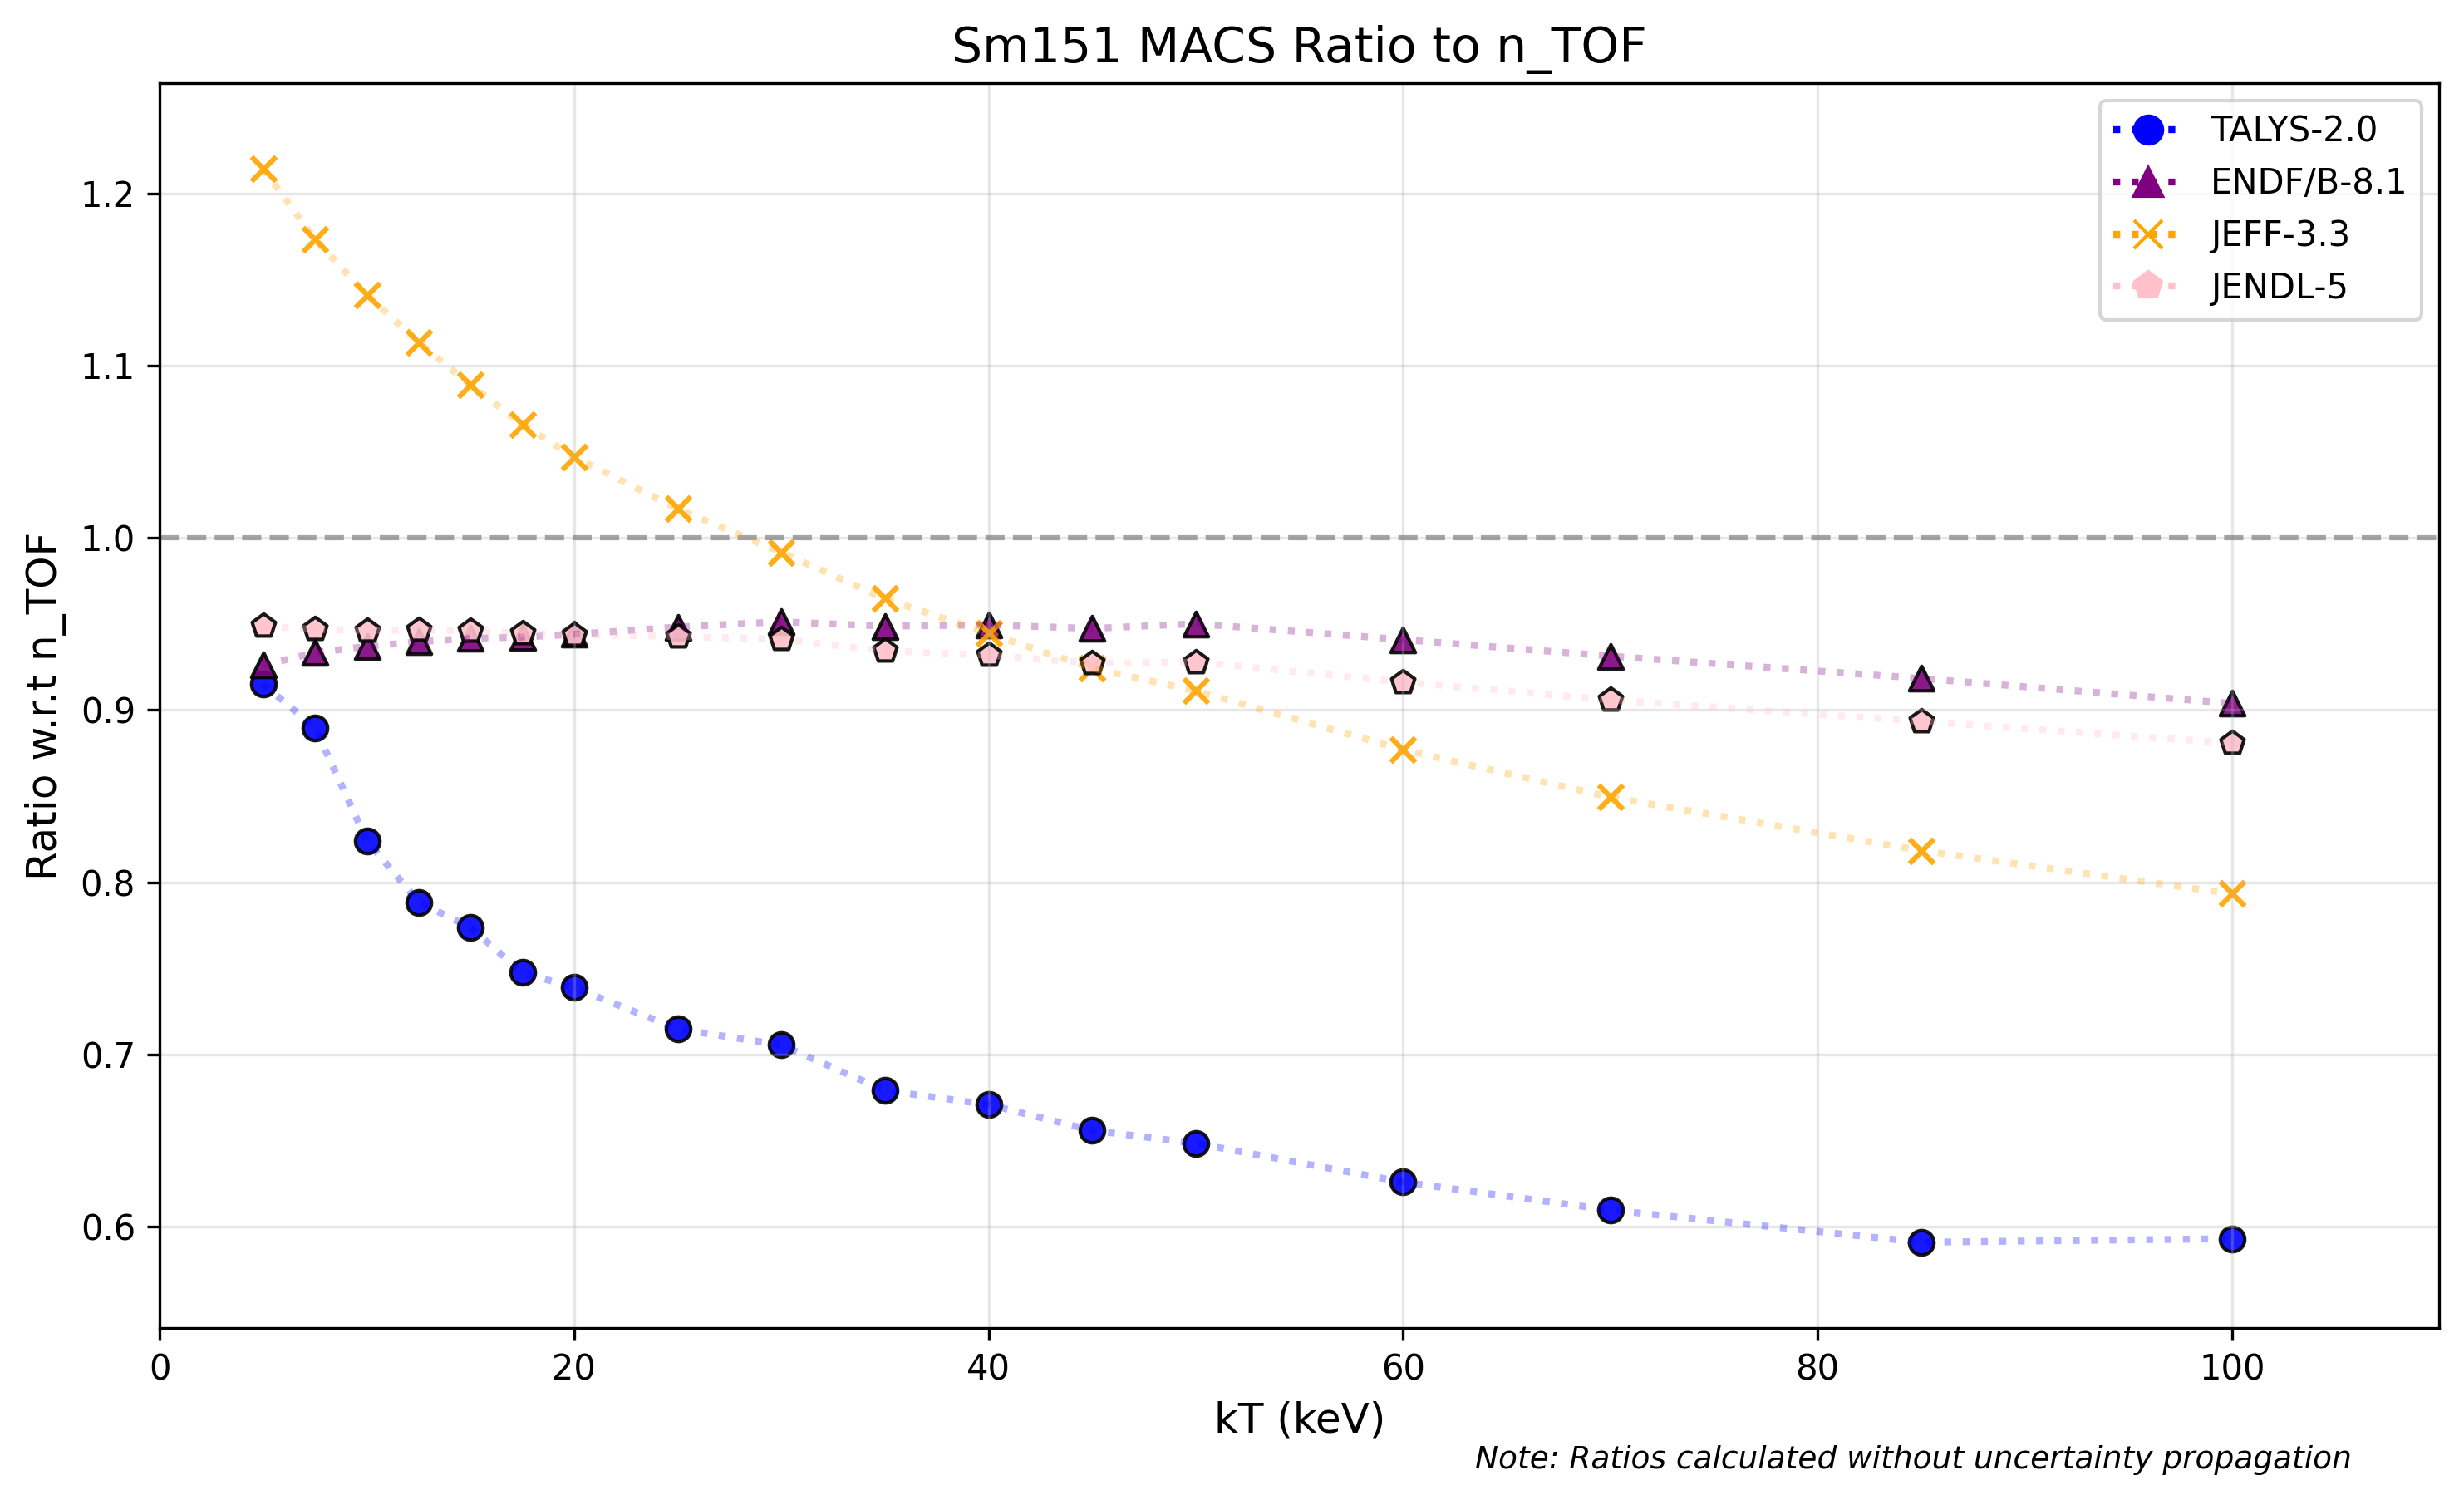 Sm151 MACS Ratio to n_TOF
Ratio w.r.t n_TOF
1.2
1.1
1.0
0.9
0.8
0.7
0.6
TALYS-2.0
ENDF/B-8.1
JEFF-3.3
JENDL-5
0 20 40 60 80 100
kT (keV)
Note: Ratios calculated without uncertainty propagation